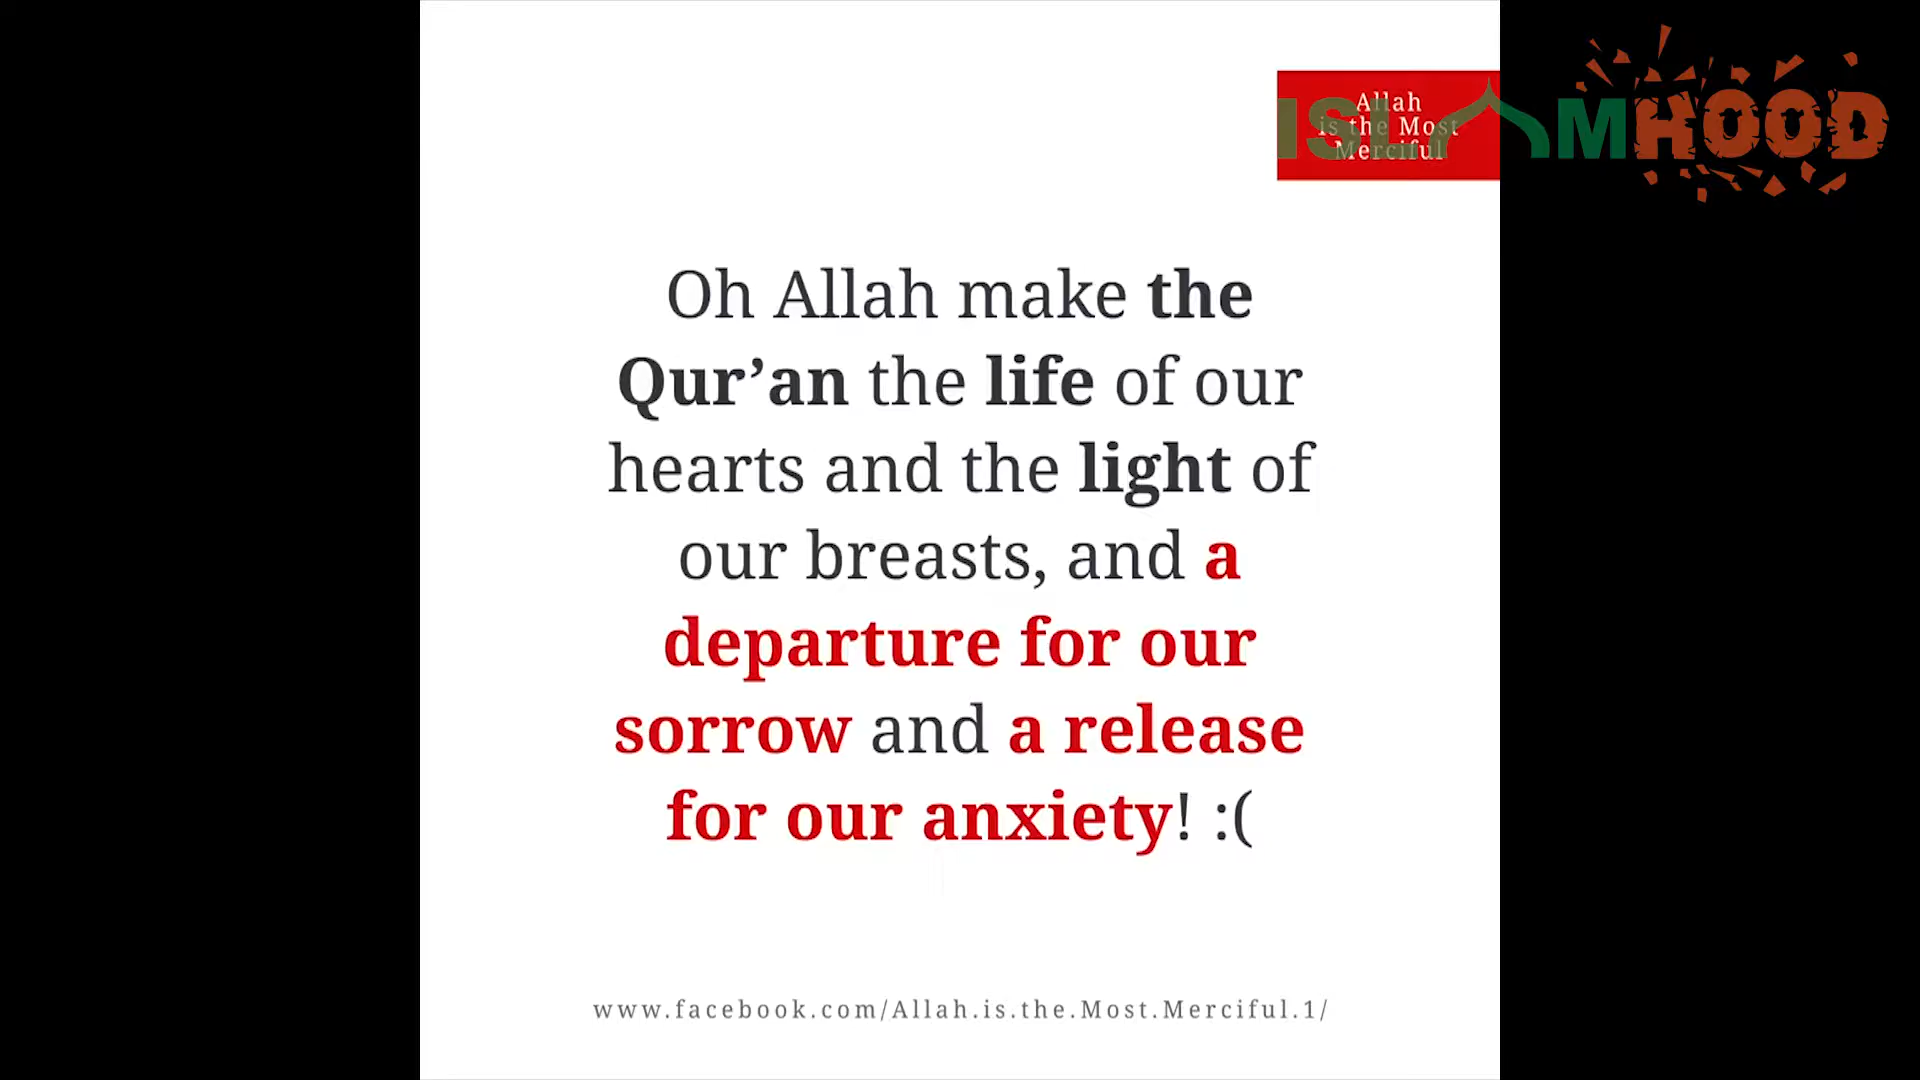 Allah
is the Most
Merciful
ISLAMHOOD
Oh Allah make the
Qur’an the life of our
hearts and the light of
our breasts, and a
departure for our
sorrow and a release
for our anxiety! :(
www.facebook.com/Allah.is.the.Most.Merciful.1/